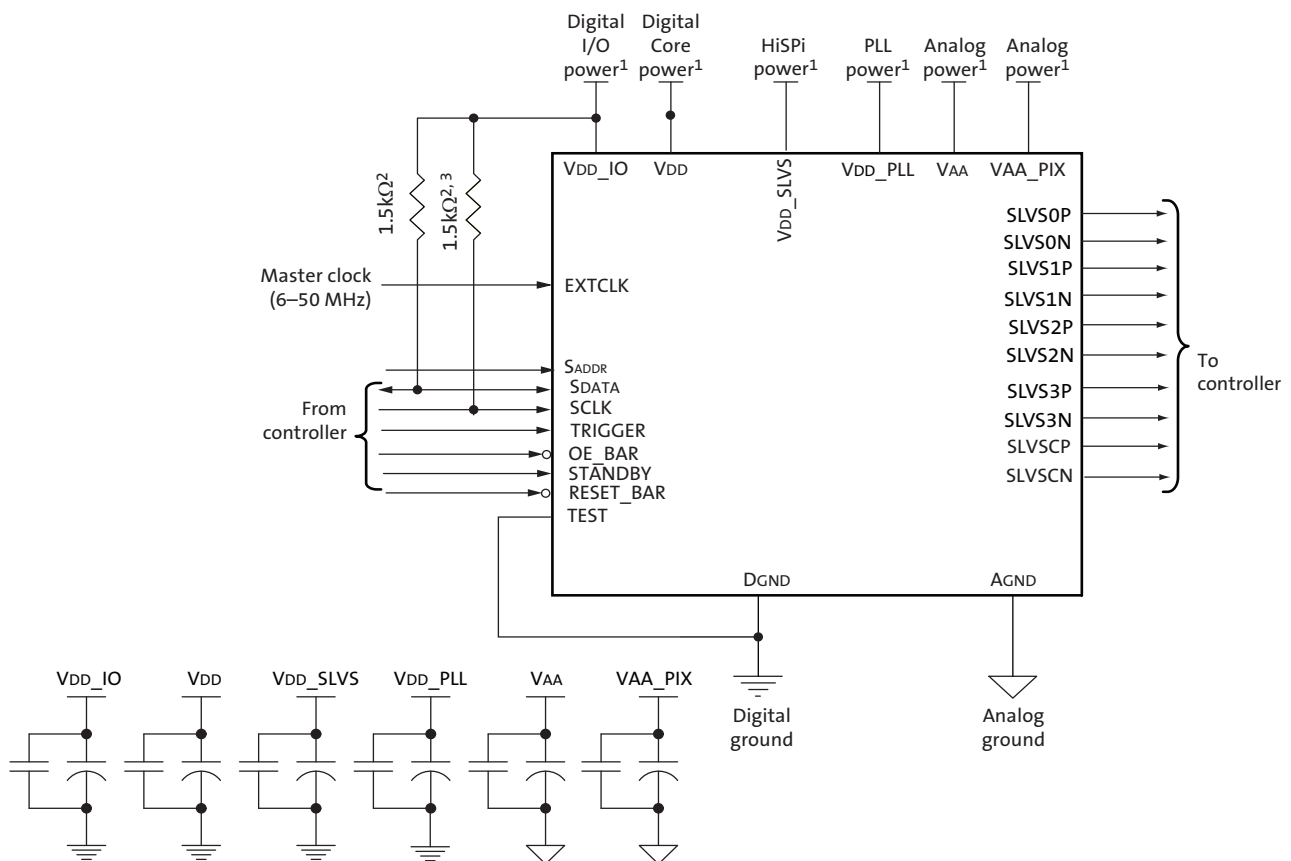 Digital
I/O
power1
Digital
Core
power1
HiSPi
power1
PLL
power1
Analog
power1
Analog
power1
VDD_IO
VDD
VDD_SLVS
VDD_PLL
VAA
VAA_PIX
1.5kΩ2
1.5kΩ2, 3
Master clock
(6–50 MHz)
EXTCLK
From
controller
SADDR
SDATA
SCLK
TRIGGER
OE_BAR
STANDBY
RESET_BAR
TEST
SLVS0P
SLVS0N
SLVS1P
SLVS1N
SLVS2P
SLVS2N
SLVS3P
SLVS3N
SLVSCP
SLVSCN
To
controller
DGND
AGND
Digital
ground
Analog
ground
VDD_IO
VDD
VDD_SLVS
VDD_PLL
VAA
VAA_PIX